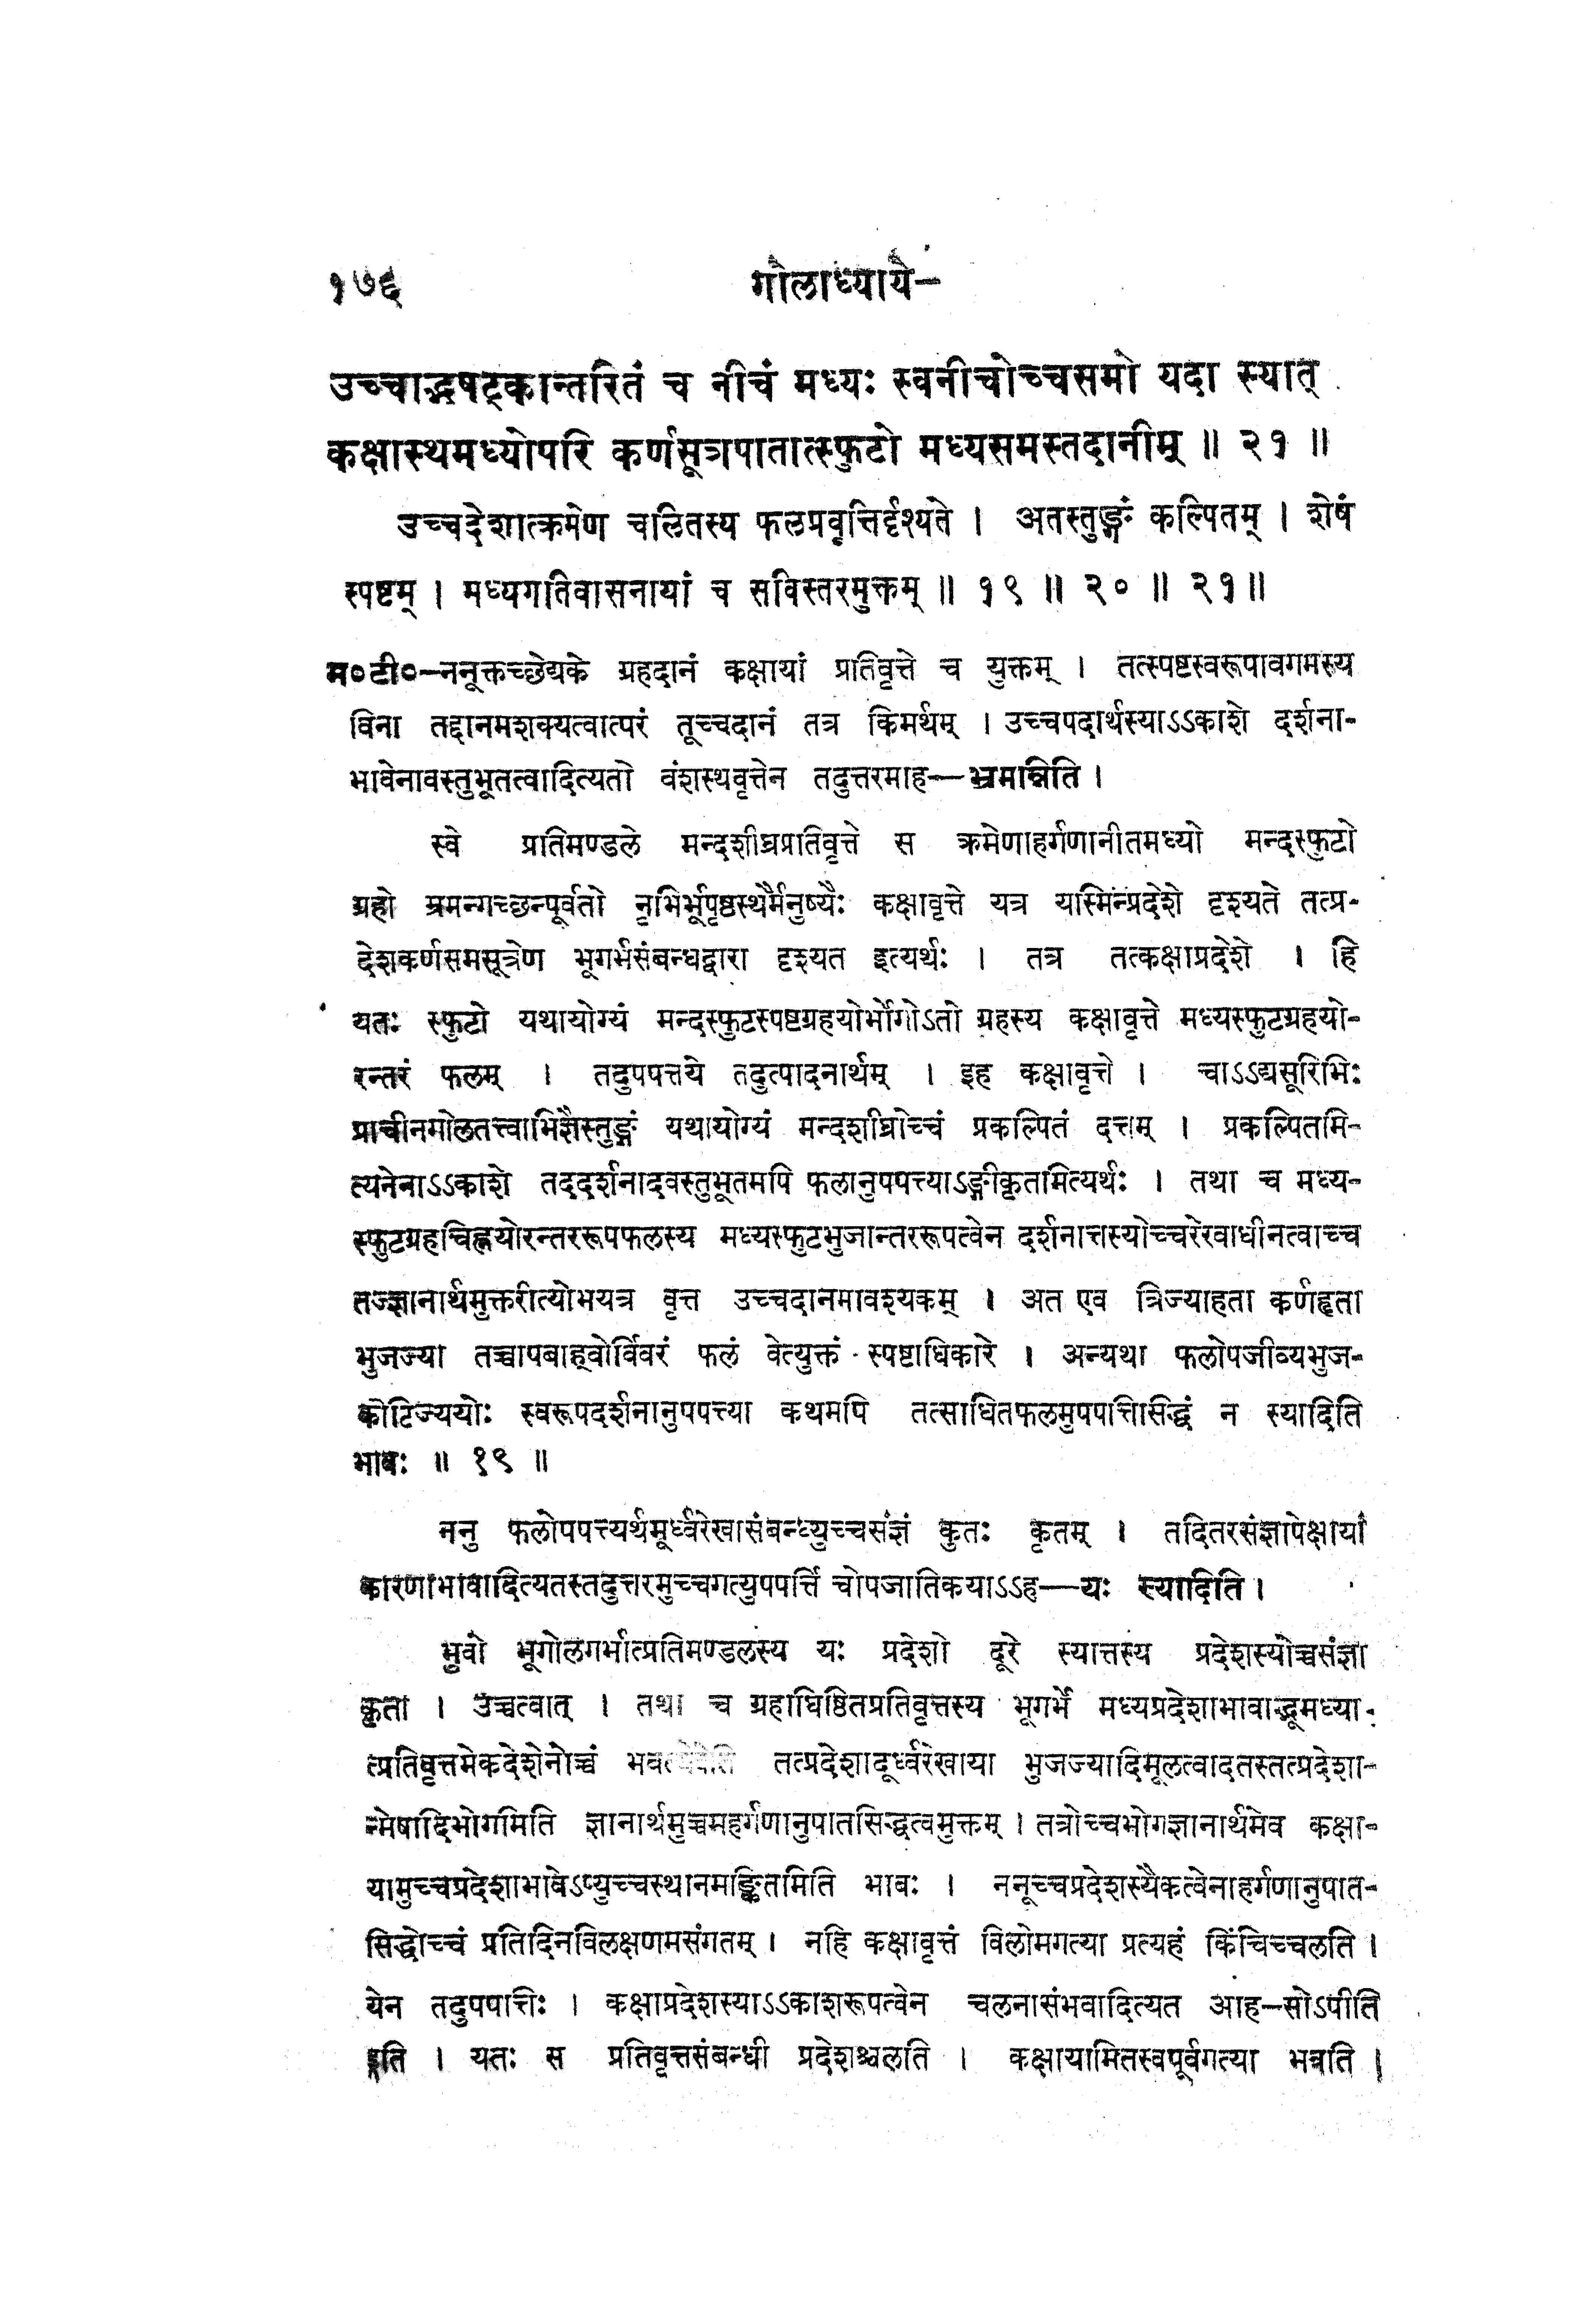 १७६ गोलाध्याये–
उच्चाद्भषट्कान्तरितं च नीचं मध्यः स्वनीचोच्चसमो यदा स्यात्
कक्षास्थमध्योपरि कर्णसूत्रपातात्स्फुटो मध्यसमस्तदानीम् ॥ २१ ॥
उच्चदेशात्क्रमेण चलितस्य फलप्रवृत्तिर्दृश्यते । अतस्तुङ्गं कल्पितम् । शेषं
स्पष्टम् । मध्यगतिवासनायां च सविस्तरमुक्तम् ॥ १९ ॥ २० ॥ २१॥
म०टी०–ननूक्तच्छेद्यके ग्रहदानं कक्षायां प्रतिवृत्ते च युक्तम् । तत्स्पष्टस्वरूपावगमस्य
विना तद्दानमशक्यत्वात्परं तूच्चदानं तत्र किमर्थम् । उच्चपदार्थस्याऽऽकाशे दर्शना-
भावेनावस्तुभूतत्वादित्यतो वंशस्थवृत्तेन तदुत्तरमाह—भ्रमन्निति ।
स्वे प्रतिमण्डले मन्दशीघ्रप्रतिवृत्ते स क्रमेणाहर्गणानीतमध्यो मन्दस्फुटो
ग्रहो भ्रमन्गच्छन्पूर्वतो नृभिर्भूपृष्ठस्थैर्मनुष्यैः कक्षावृत्ते यत्र यस्मिन्प्रदेशे दृश्यते तत्प्र-
देशकर्णसमसूत्रेण भूगर्भसंबन्धद्वारा दृश्यत इत्यर्थः । तत्र तत्कक्षाप्रदेशे । हि
यतः स्फुटो यथायोग्यं मन्दस्फुटस्पष्टग्रहयोर्भोगोऽतो ग्रहस्य कक्षावृत्ते मध्यस्फुटग्रहयो-
रन्तरं फलम् । तदुपपत्तये तदुत्पादनार्थम् । इह कक्षावृत्ते । चाऽऽद्यसूरिभिः
प्राचीनगोलतत्त्वाभिज्ञैस्तुङ्गं यथायोग्यं मन्दशीघ्रोच्चं प्रकल्पितं दत्तम् । प्रकल्पितमि-
त्यनेनाऽऽकाशे तददर्शनादवस्तुभूतमपि फलानुपपत्त्याऽङ्गीकृतमित्यर्थः । तथा च मध्य-
स्फुटग्रहचिह्नयोरन्तररूपफलस्य मध्यस्फुटभुजान्तररूपत्वेन दर्शनात्तस्योच्चरेखाधीनत्वाच्च
तज्ज्ञानार्थमुक्तरीत्योभयत्र वृत्त उच्चदानमावश्यकम् । अत एव त्रिज्याहता कर्णहृता
भुजज्या तच्चापबाह्वोर्विवरं फलं वेत्युक्तं स्पष्टाधिकारे । अन्यथा फलोपजीव्यभुज-
कोटिज्ययोः स्वरूपदर्शनानुपपत्त्या कथमपि तत्साधितफलमुपपत्तिसिद्धं न स्यादिति
भावः ॥ १९ ॥
ननु फलोपपत्त्यर्थमूर्ध्वरेखासंबन्ध्युच्चसंज्ञं कुतः कृतम् । तदितरसंज्ञापेक्षायां
कारणाभावादित्यतस्तदुत्तरमुच्चगत्युपपत्तिं चोपजातिकयाऽऽह—यः स्यादिति ।
भुवो भूगोलगर्भात्प्रतिमण्डलस्य यः प्रदेशो दूरे स्यात्तस्य प्रदेशस्योच्चसंज्ञा
कृता । उच्चत्वात् । तथा च ग्रहाधिष्ठितप्रतिवृत्तस्य भूगर्भे मध्यप्रदेशाभावाद्भूमध्या-
त्प्रतिवृत्तमेकदेशेनोच्चं तत्प्रदेशादूर्ध्वरेखाया भुजज्यादिमूलत्वादतस्तत्प्रदेशा-
न्मेषादिभोगमिति ज्ञानार्थमुच्चमहर्गणानुपातसिद्धत्वमुक्तम् । तत्रोच्चभोगज्ञानार्थमेव कक्षा-
यामुच्चप्रदेशाभावेऽप्युच्चस्थानमङ्कितमिति भावः । ननूच्चप्रदेशस्यैकत्वेनाहर्गणानुपात-
सिद्धोच्चं प्रतिदिनविलक्षणमसंगतम् । नहि कक्षावृत्तं विलोमगत्या प्रत्यहं किंचिच्चलति ।
येन तदुपपत्तिः । कक्षाप्रदेशस्याऽऽकाशरूपत्वेन चलनासंभवादित्यत आह–सोऽपीति
इति । यतः स प्रतिवृत्तसंबन्धी प्रदेशश्चलति । कक्षायामितस्वपूर्वगत्या भवति ।